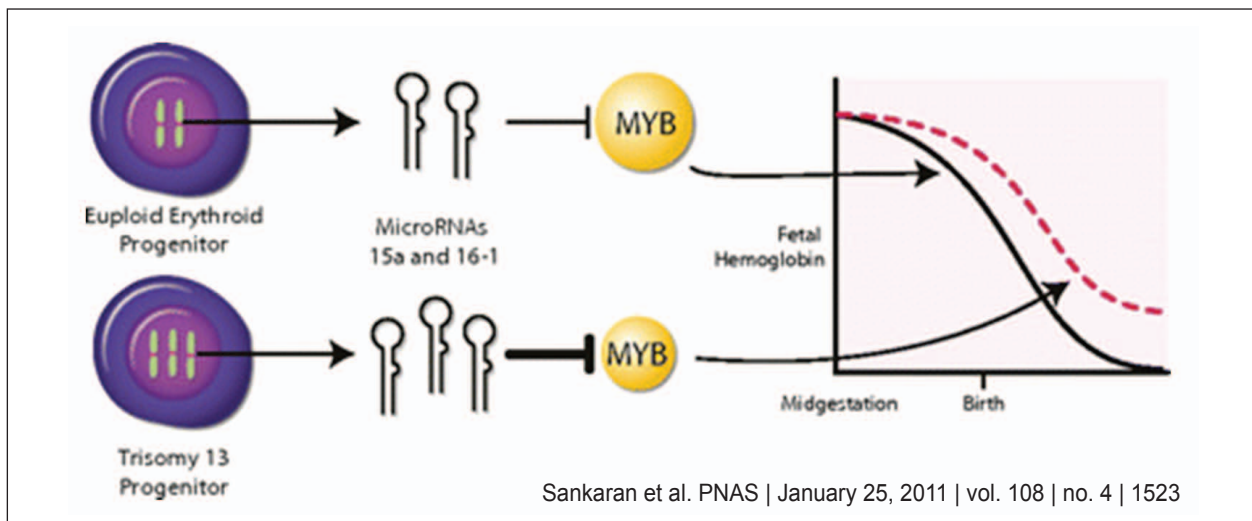 Euploid Erythroid
Progenitor
MicroRNAs
15a and 16-1
MYB
Trisomy 13
Progenitor
MYB
Fetal
Hemoglobin
Midgestation
Birth
Sankaran et al. PNAS | January 25, 2011 | vol. 108 | no. 4 | 1523